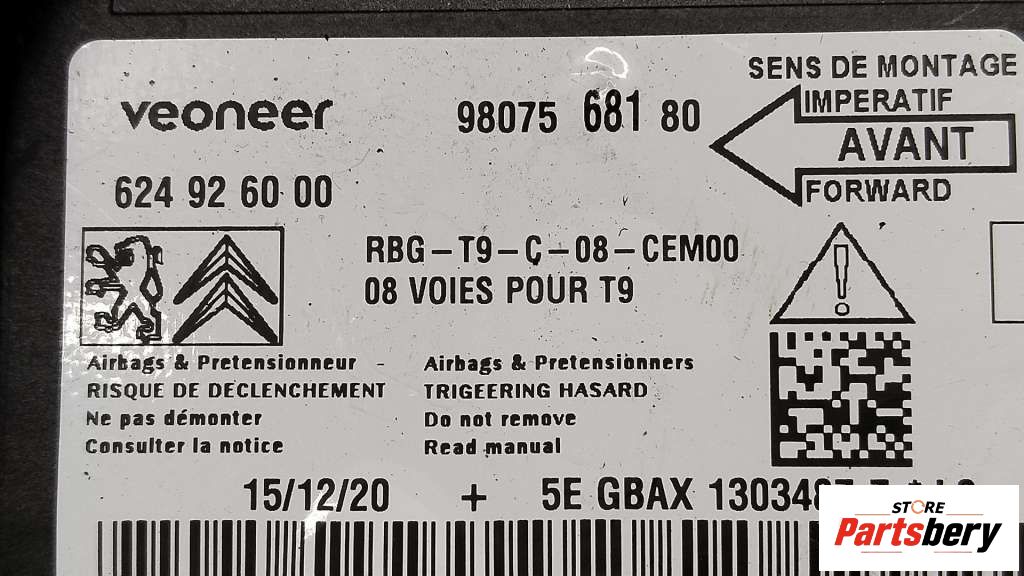 veoneer
98075 681 80
SENS DE MONTAGE
IMPERATIF
AVANT
FORWARD
624 92 60 00
RBG-T9-Ç-08-CEM00
08 VOIES POUR T9
Airbags & Pretensionneur -
RISQUE DE DECLENCHEMENT
Ne pas démonter
Consulter la notice
Airbags & Pretensionners
TRIGEERING HASARD
Do not remove
Read manual
15/12/20 + 5E GBAX
STORE
Partsbery